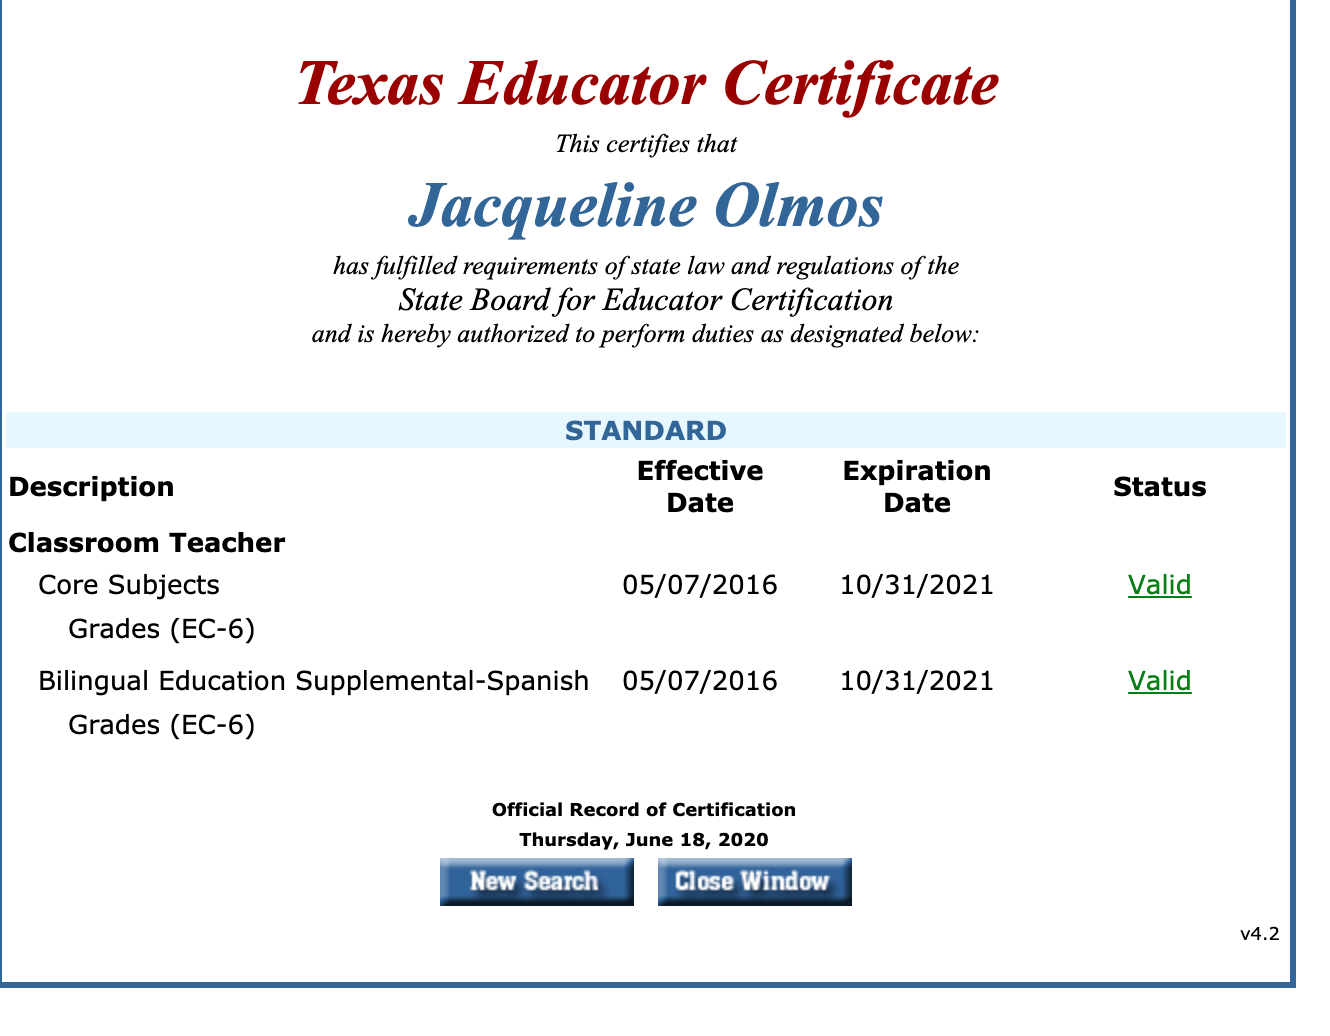 Texas Educator Certificate
This certifies that
Jacqueline Olmos
has fulfilled requirements of state law and regulations of the
State Board for Educator Certification
and is hereby authorized to perform duties as designated below:
STANDARD
Description Effective Date Expiration Date Status
Classroom Teacher
Core Subjects 05/07/2016 10/31/2021 Valid
Grades (EC-6)
Bilingual Education Supplemental-Spanish 05/07/2016 10/31/2021 Valid
Grades (EC-6)
Official Record of Certification
Thursday, June 18, 2020
New Search Close Window
v4.2